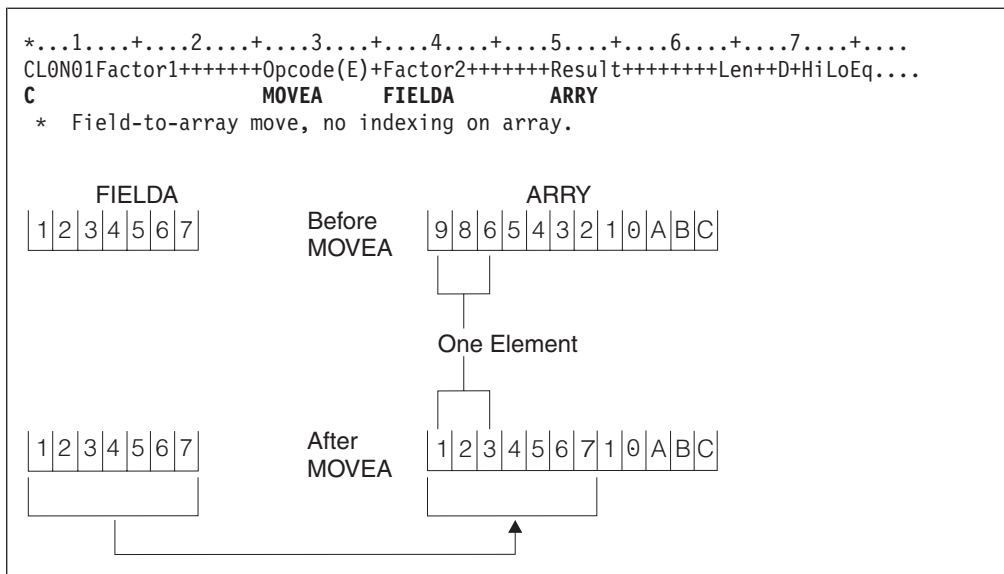 *...1....+....2....+....3....+....4....+....5....+....6....+....7....+....
CL0N01Factor1+++++++Opcode(E)+Factor2+++++++Result++++++++Len++D+HiLoEq....
C                   MOVEA     FIELDA        ARRY
 *  Field-to-array move, no indexing on array.
FIELDA ARRY
1 2 3 4 5 6 7 Before MOVEA 9 8 6 5 4 3 2 1 0 A B C
One Element
1 2 3 4 5 6 7 After MOVEA 1 2 3 4 5 6 7 1 0 A B C